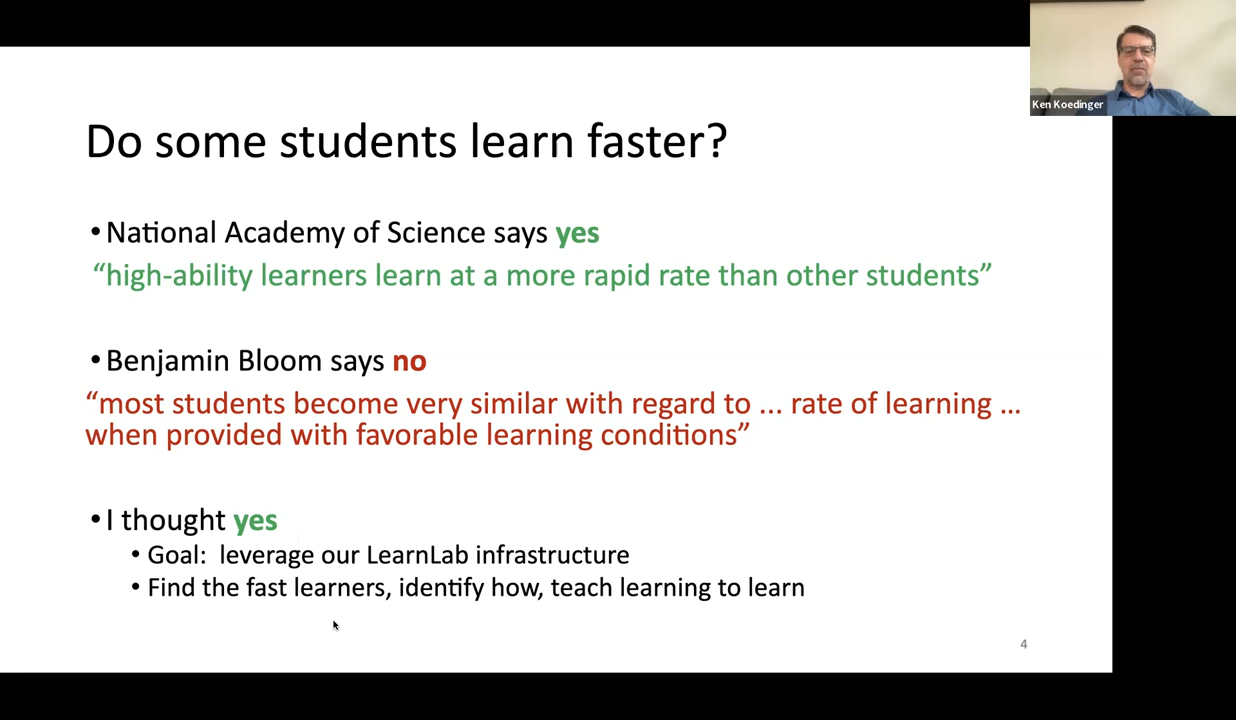 Ken Koedinger
Do some students learn faster?
• National Academy of Science says yes
“high-ability learners learn at a more rapid rate than other students”
• Benjamin Bloom says no
“most students become very similar with regard to ... rate of learning ...
when provided with favorable learning conditions”
• I thought yes
• Goal: leverage our LearnLab infrastructure
• Find the fast learners, identify how, teach learning to learn
4